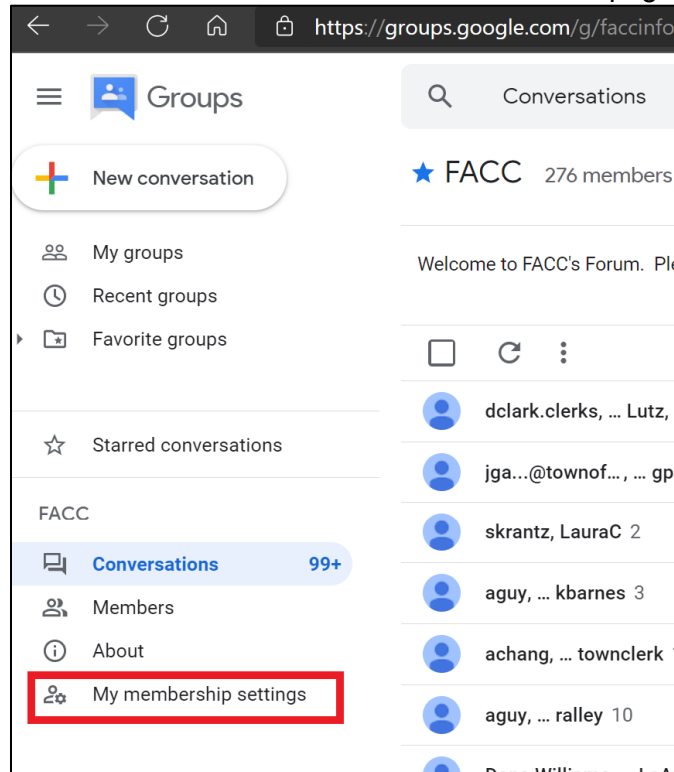 https://groups.google.com/g/faccinfo
Groups
Conversations
New conversation
FACC 276 members
My groups
Welcome to FACC's Forum.
Recent groups
Favorite groups
dclark.clerks, ... Lutz,
Starred conversations
jga...@townof..., ... gp
FACC
skrantz, LauraC 2
Conversations 99+
Members
aguy, ... kbarnes 3
About
achang, ... townclerk
My membership settings
aguy, ... ralley 10